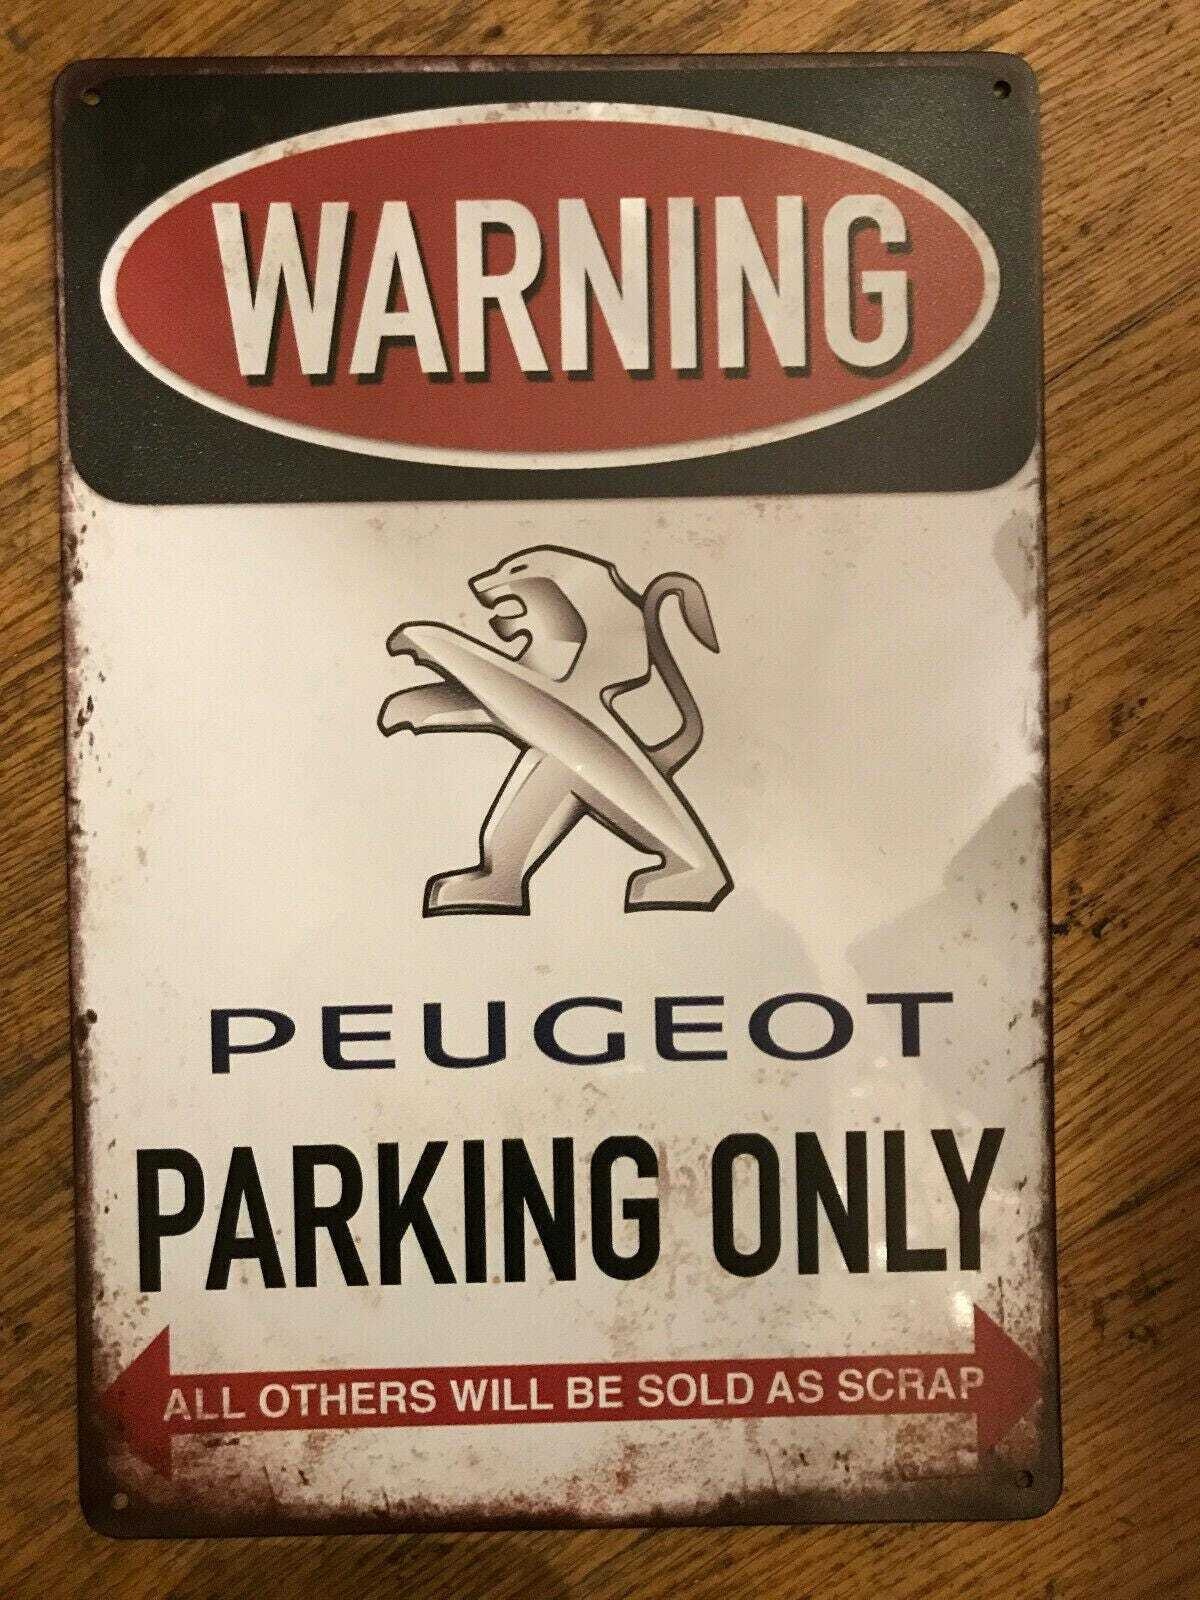 WARNING
PEUGEOT
PARKING ONLY
ALL OTHERS WILL BE SOLD AS SCRAP